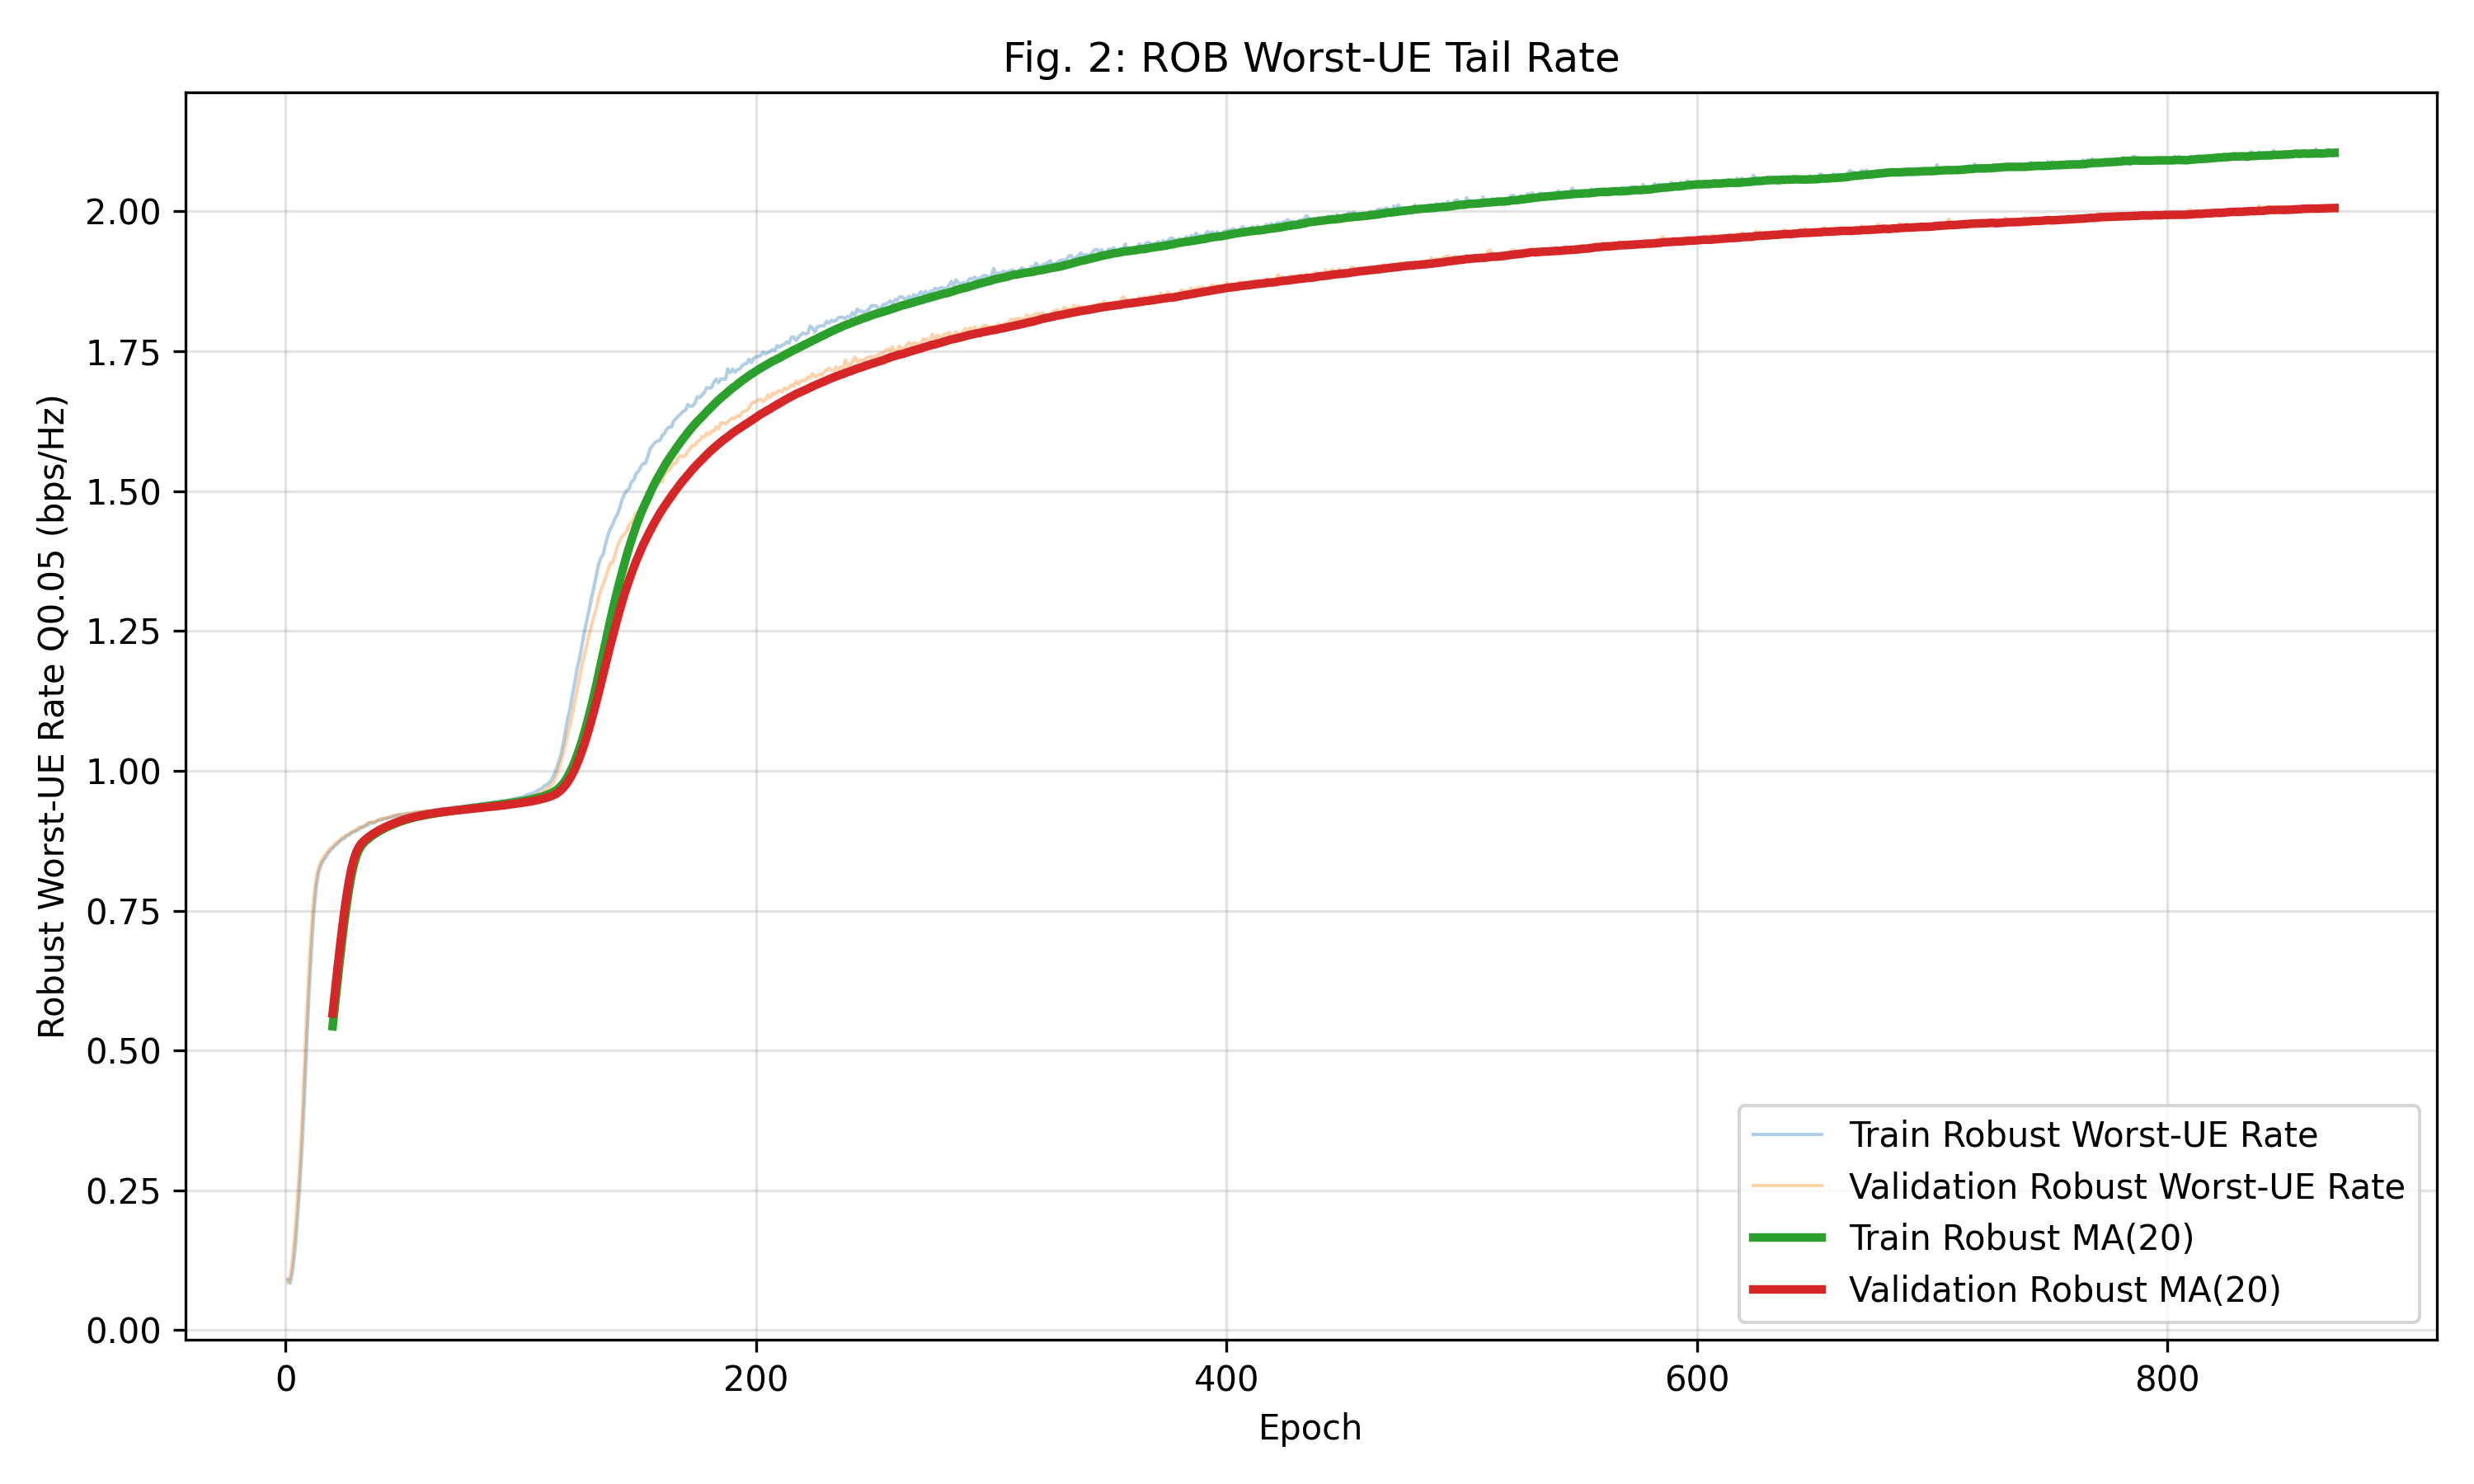 Fig. 2: ROB Worst-UE Tail Rate
Robust Worst-UE Rate Q0.05 (bps/Hz)
2.00
1.75
1.50
1.25
1.00
0.75
0.50
0.25
0.00
0 200 400 600 800
Epoch
Train Robust Worst-UE Rate
Validation Robust Worst-UE Rate
Train Robust MA(20)
Validation Robust MA(20)